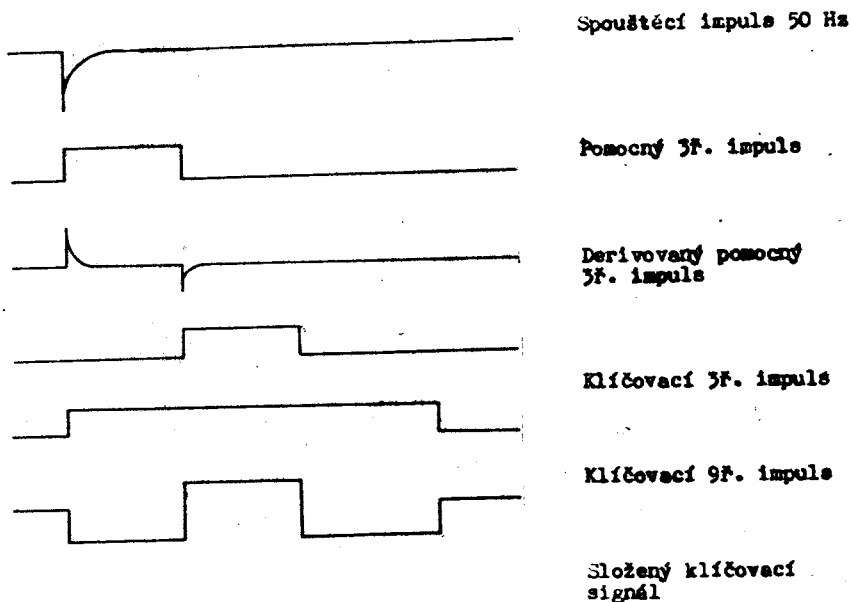 Spouštěcí impuls 50 Hz
Pomocný 3ř. impuls
Derivovaný pomocný
3ř. impuls
Klíčovací 3ř. impuls
Klíčovací 9ř. impuls
Složený klíčovací
signál